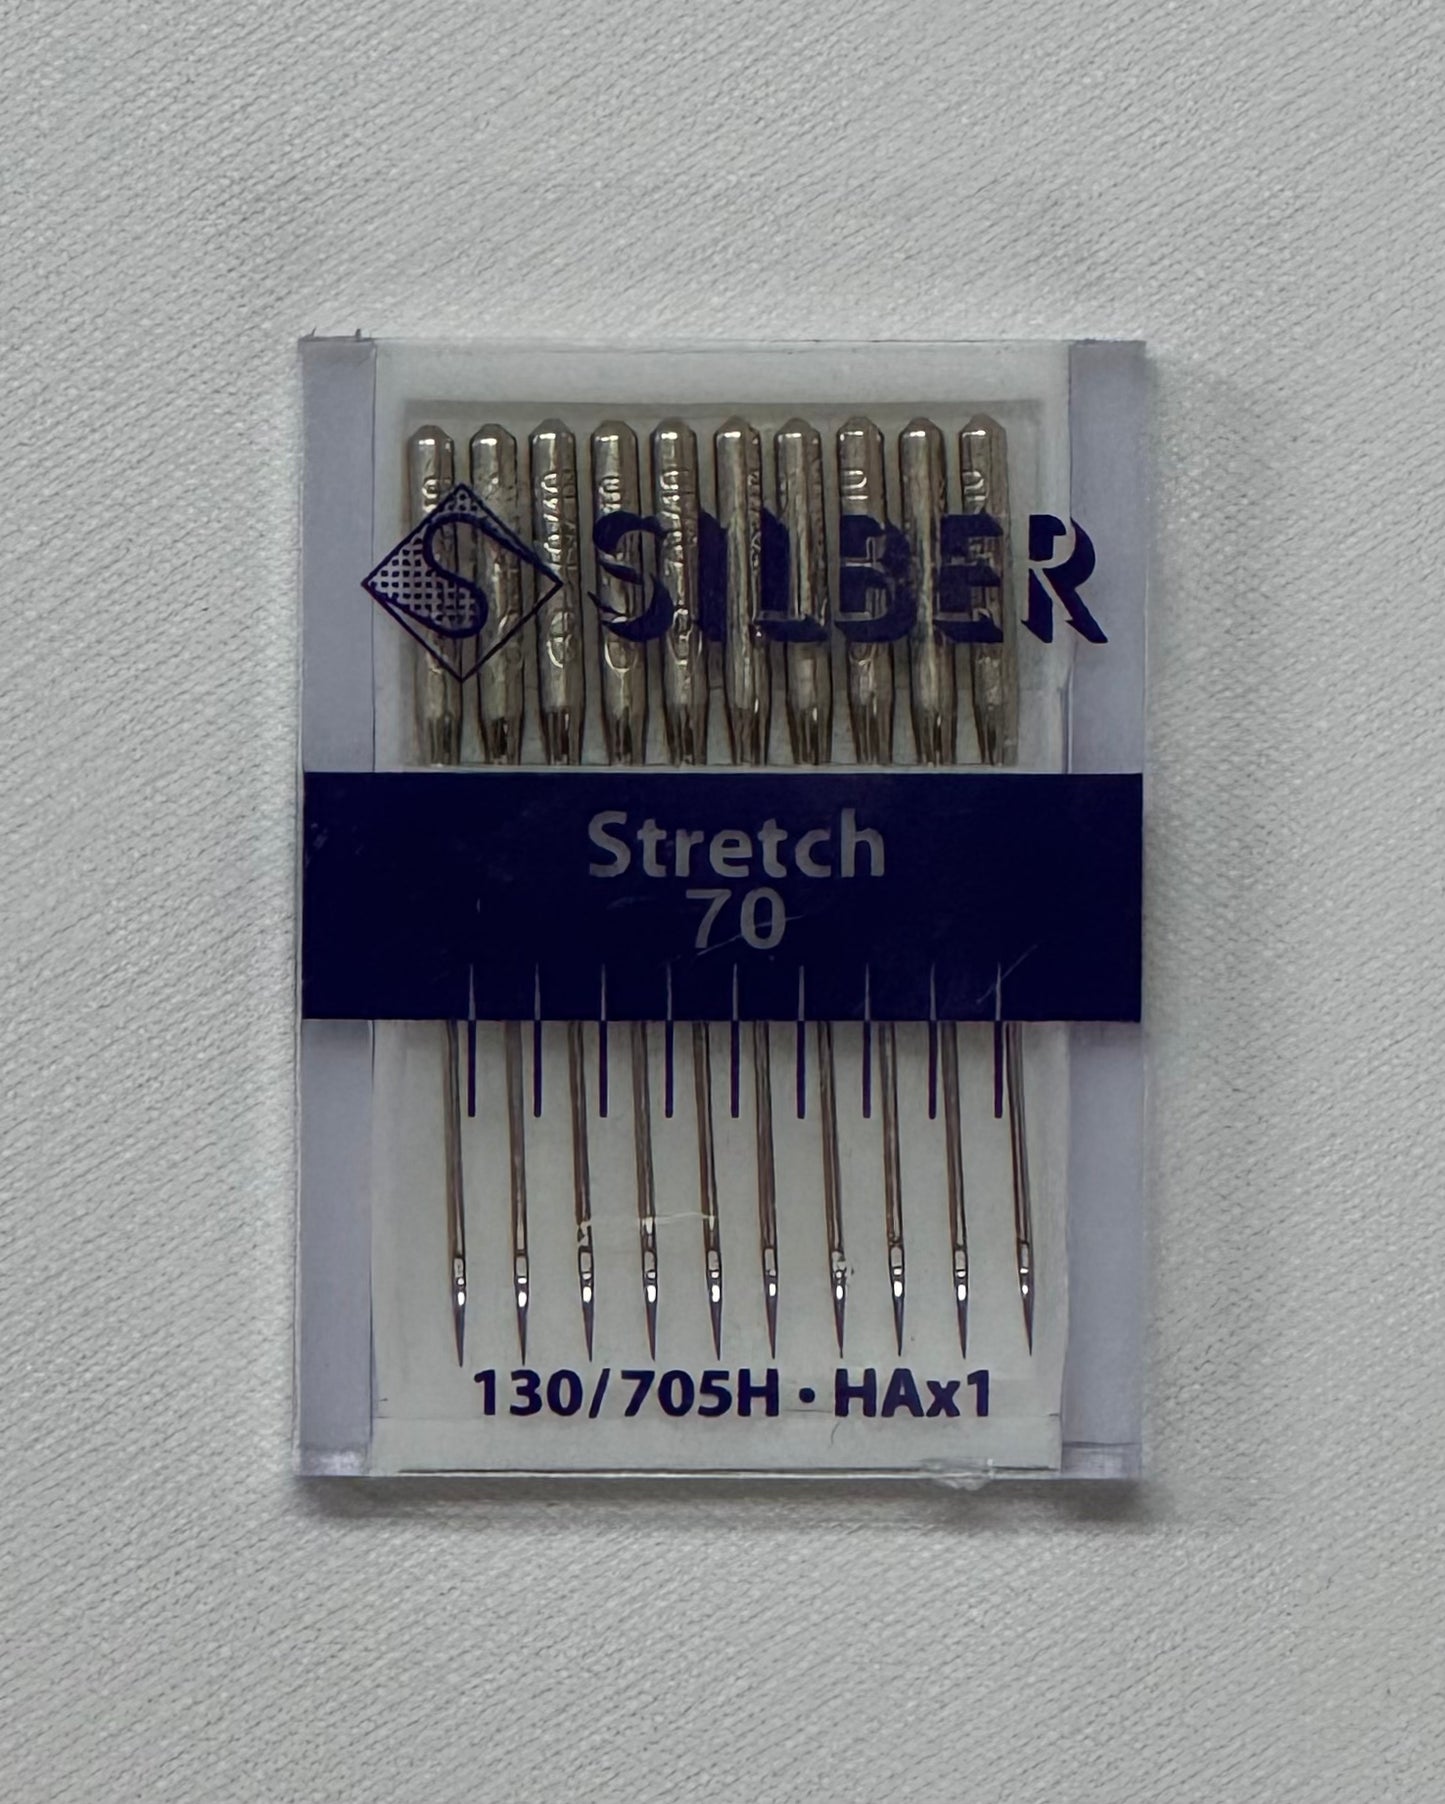 SILBER
Stretch
70
130/705H • HAx1